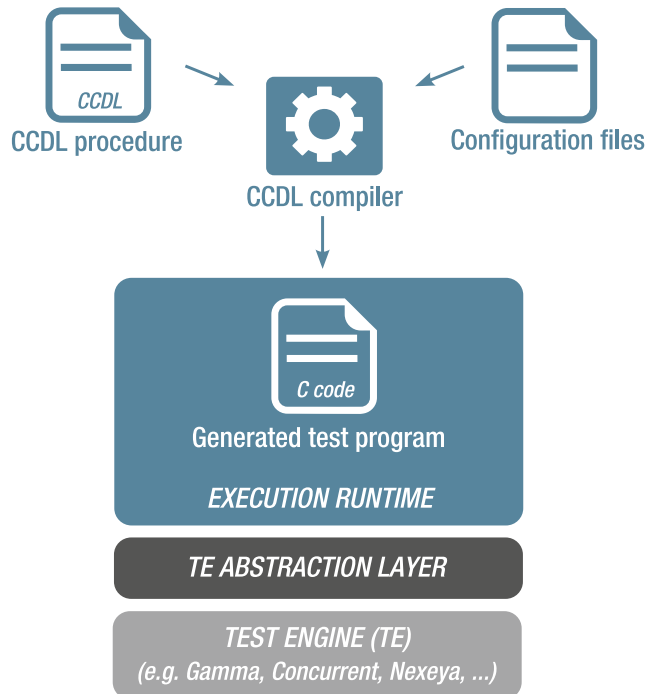 CCDL
CCDL procedure
Configuration files
CCDL compiler
C code
Generated test program
EXECUTION RUNTIME
TE ABSTRACTION LAYER
TEST ENGINE (TE)
(e.g. Gamma, Concurrent, Nexeya, ...)